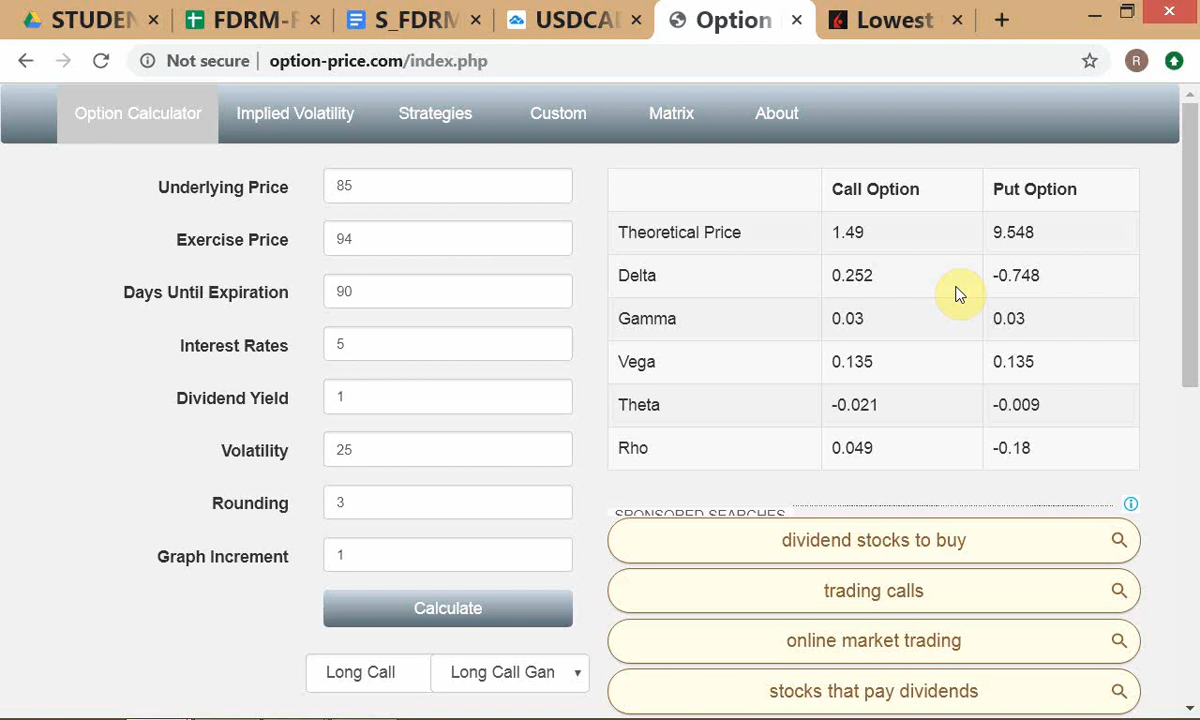 STUDEN
FDRM-F
S_FDRM
USDCAI
Option
Lowest
Not secure | option-price.com/index.php
R
Option Calculator
Implied Volatility
Strategies
Custom
Matrix
About
Underlying Price 85
Exercise Price 94
Days Until Expiration 90
Interest Rates 5
Dividend Yield 1
Volatility 25
Rounding 3
Graph Increment 1
Calculate
Long Call
Long Call Gan
Call Option Put Option
Theoretical Price 1.49 9.548
Delta 0.252 -0.748
Gamma 0.03 0.03
Vega 0.135 0.135
Theta -0.021 -0.009
Rho 0.049 -0.18
SPONSORED SEARCHES
dividend stocks to buy
trading calls
online market trading
stocks that pay dividends